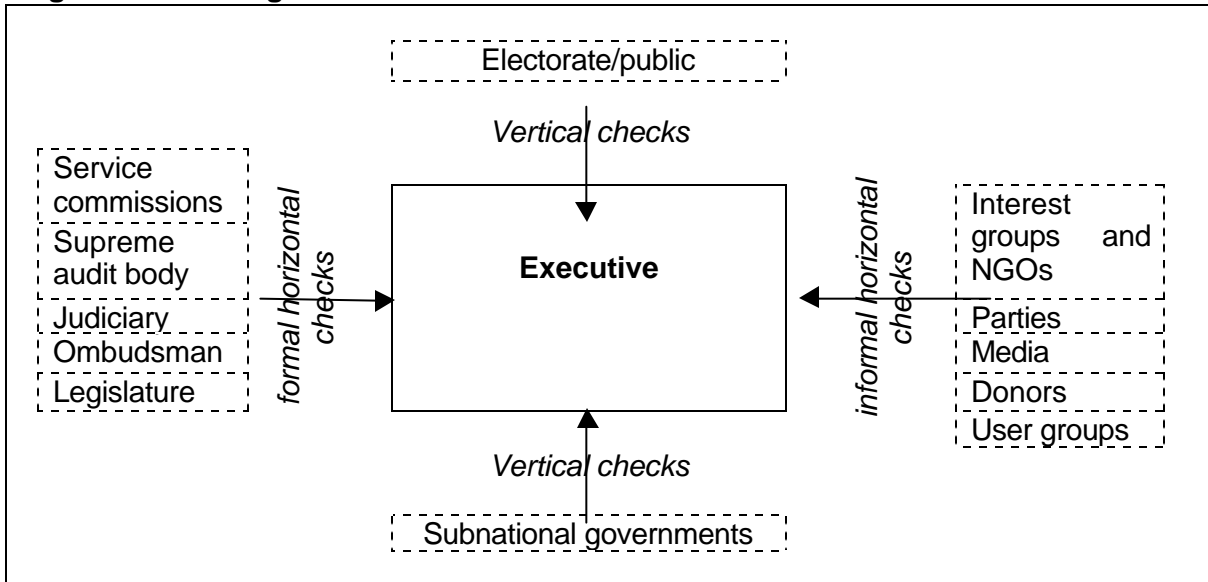 Electorate/public
Vertical checks
Service
commissions
Supreme
audit body
Judiciary
Ombudsman
Legislature
formal horizontal
checks
Executive
informal horizontal
checks
Interest
groups and
NGOs
Parties
Media
Donors
User groups
Vertical checks
Subnational governments